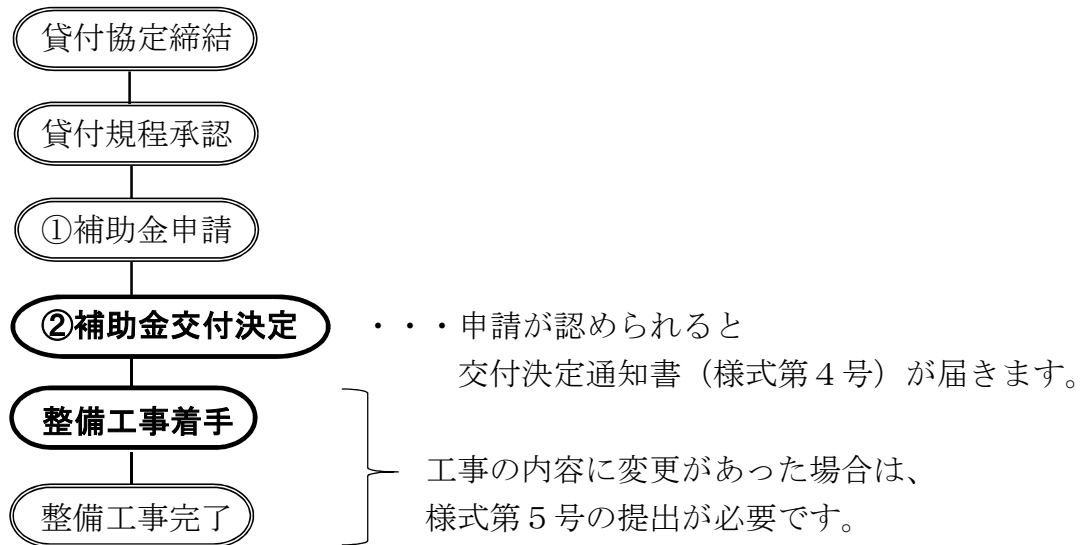 貸付協定締結
貸付規程承認
①補助金申請
②補助金交付決定 ・・・申請が認められると
交付決定通知書（様式第４号）が届きます。
整備工事着手
工事の内容に変更があった場合は、
整備工事完了 様式第５号の提出が必要です。